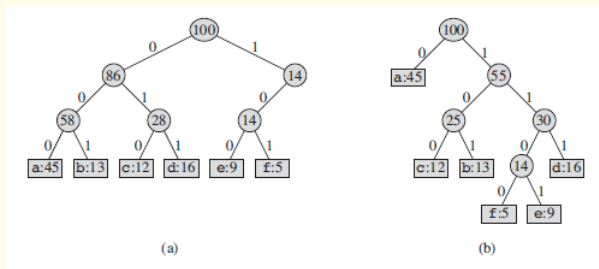 100 100
0 1 0 1
86 14 a:45 55
0 1 0 0 1
58 28 14 25 30
0 1 0 1 0 1 0 1 0 1
a:45 b:13 c:12 d:16 e:9 f:5 c:12 b:13 14 d:16
0 1
f:5 e:9
(a) (b)